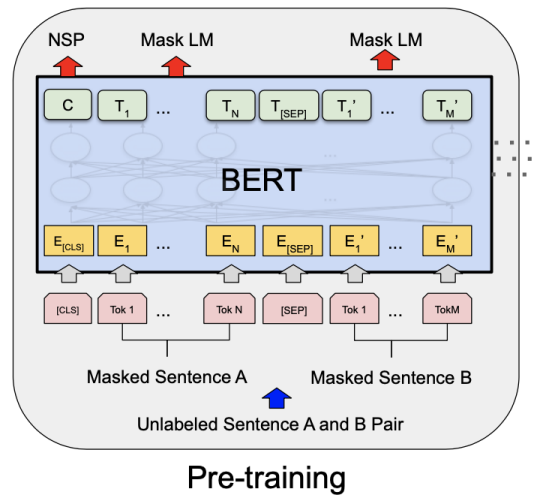 NSP Mask LM Mask LM
C T1 ... TN T[SEP] T1' ... TM'
...
BERT
E[CLS] E1 ... EN E[SEP] E1' ... EM'
[CLS] Tok 1 ... Tok N [SEP] Tok 1 ... TokM
Masked Sentence A Masked Sentence B
Unlabeled Sentence A and B Pair
Pre-training